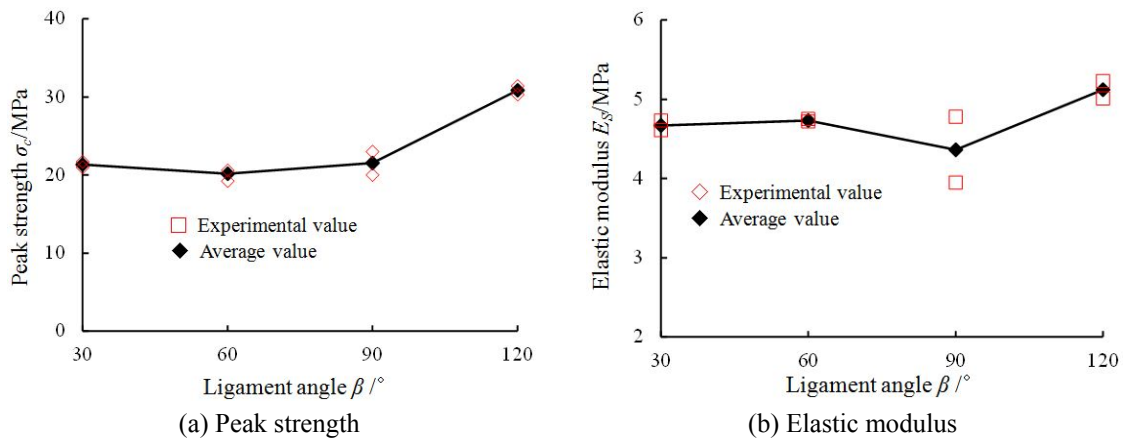 40
30
20
10
0
Peak strength σc/MPa
Experimental value
Average value
30 60 90 120
Ligament angle β /°
(a) Peak strength
6
5
4
3
2
Elastic modulus ES/MPa
Experimental value
Average value
30 60 90 120
Ligament angle β /°
(b) Elastic modulus